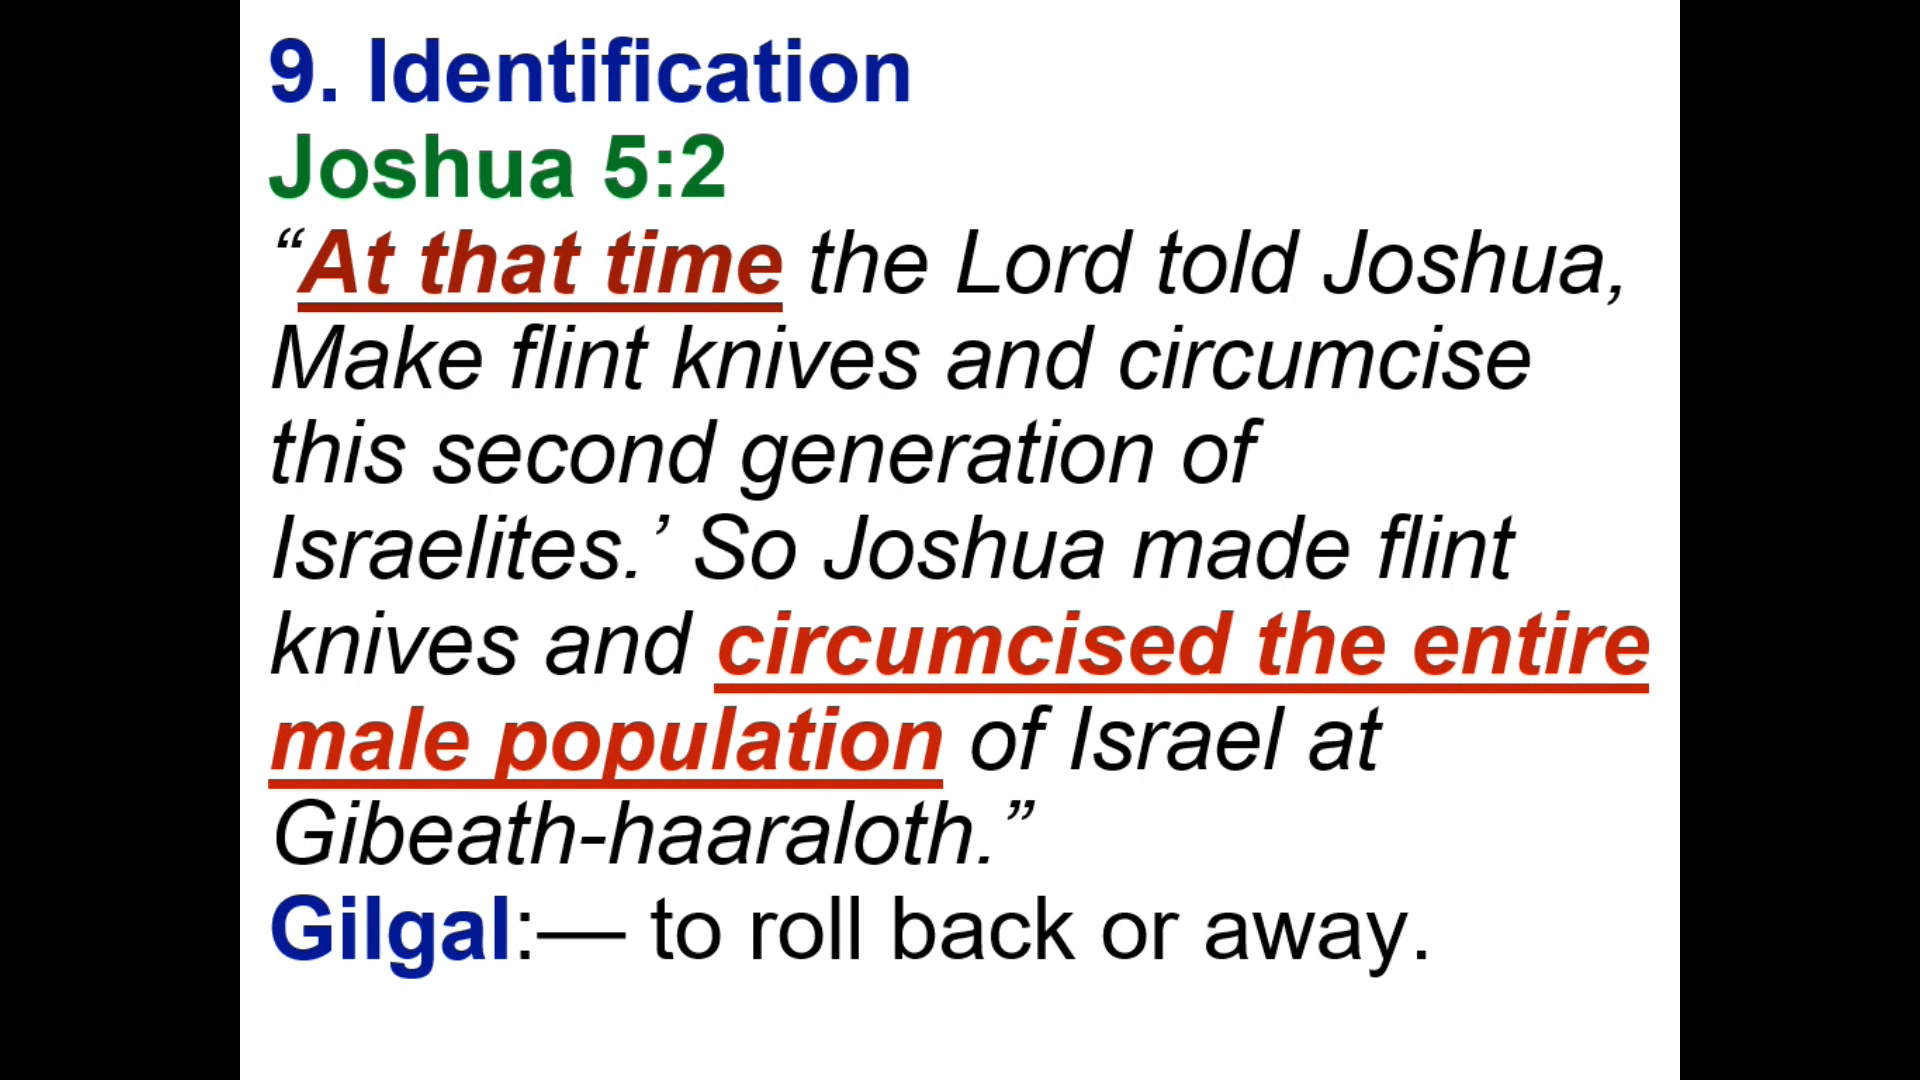 9. Identification
Joshua 5:2
“At that time the Lord told Joshua,
Make flint knives and circumcise
this second generation of
Israelites.’ So Joshua made flint
knives and circumcised the entire
male population of Israel at
Gibeath-haaraloth.”
Gilgal:— to roll back or away.